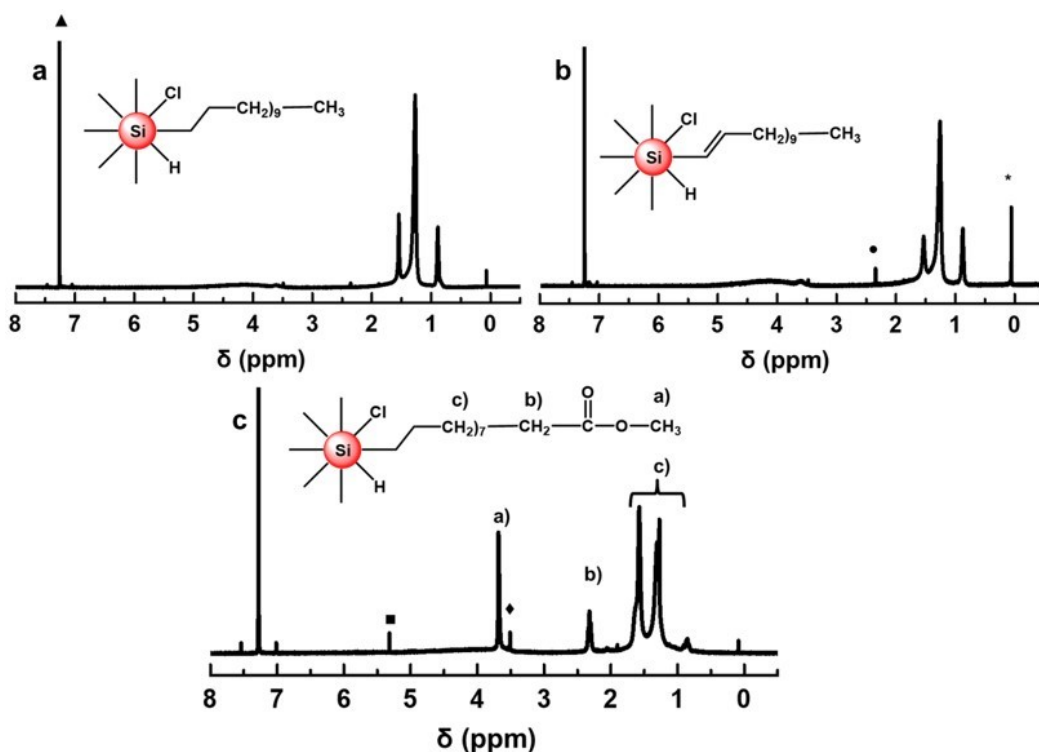 a
Cl
CH₂)₉—CH₃
Si
H
8 7 6 5 4 3 2 1 0
δ (ppm)
b
Cl
CH₂)₉—CH₃
Si
H
*
8 7 6 5 4 3 2 1 0
δ (ppm)
c
c) b) O a)
Cl
CH₂)₇—CH₂—C—O—CH₃
Si
H
c)
a)
b)
8 7 6 5 4 3 2 1 0
δ (ppm)